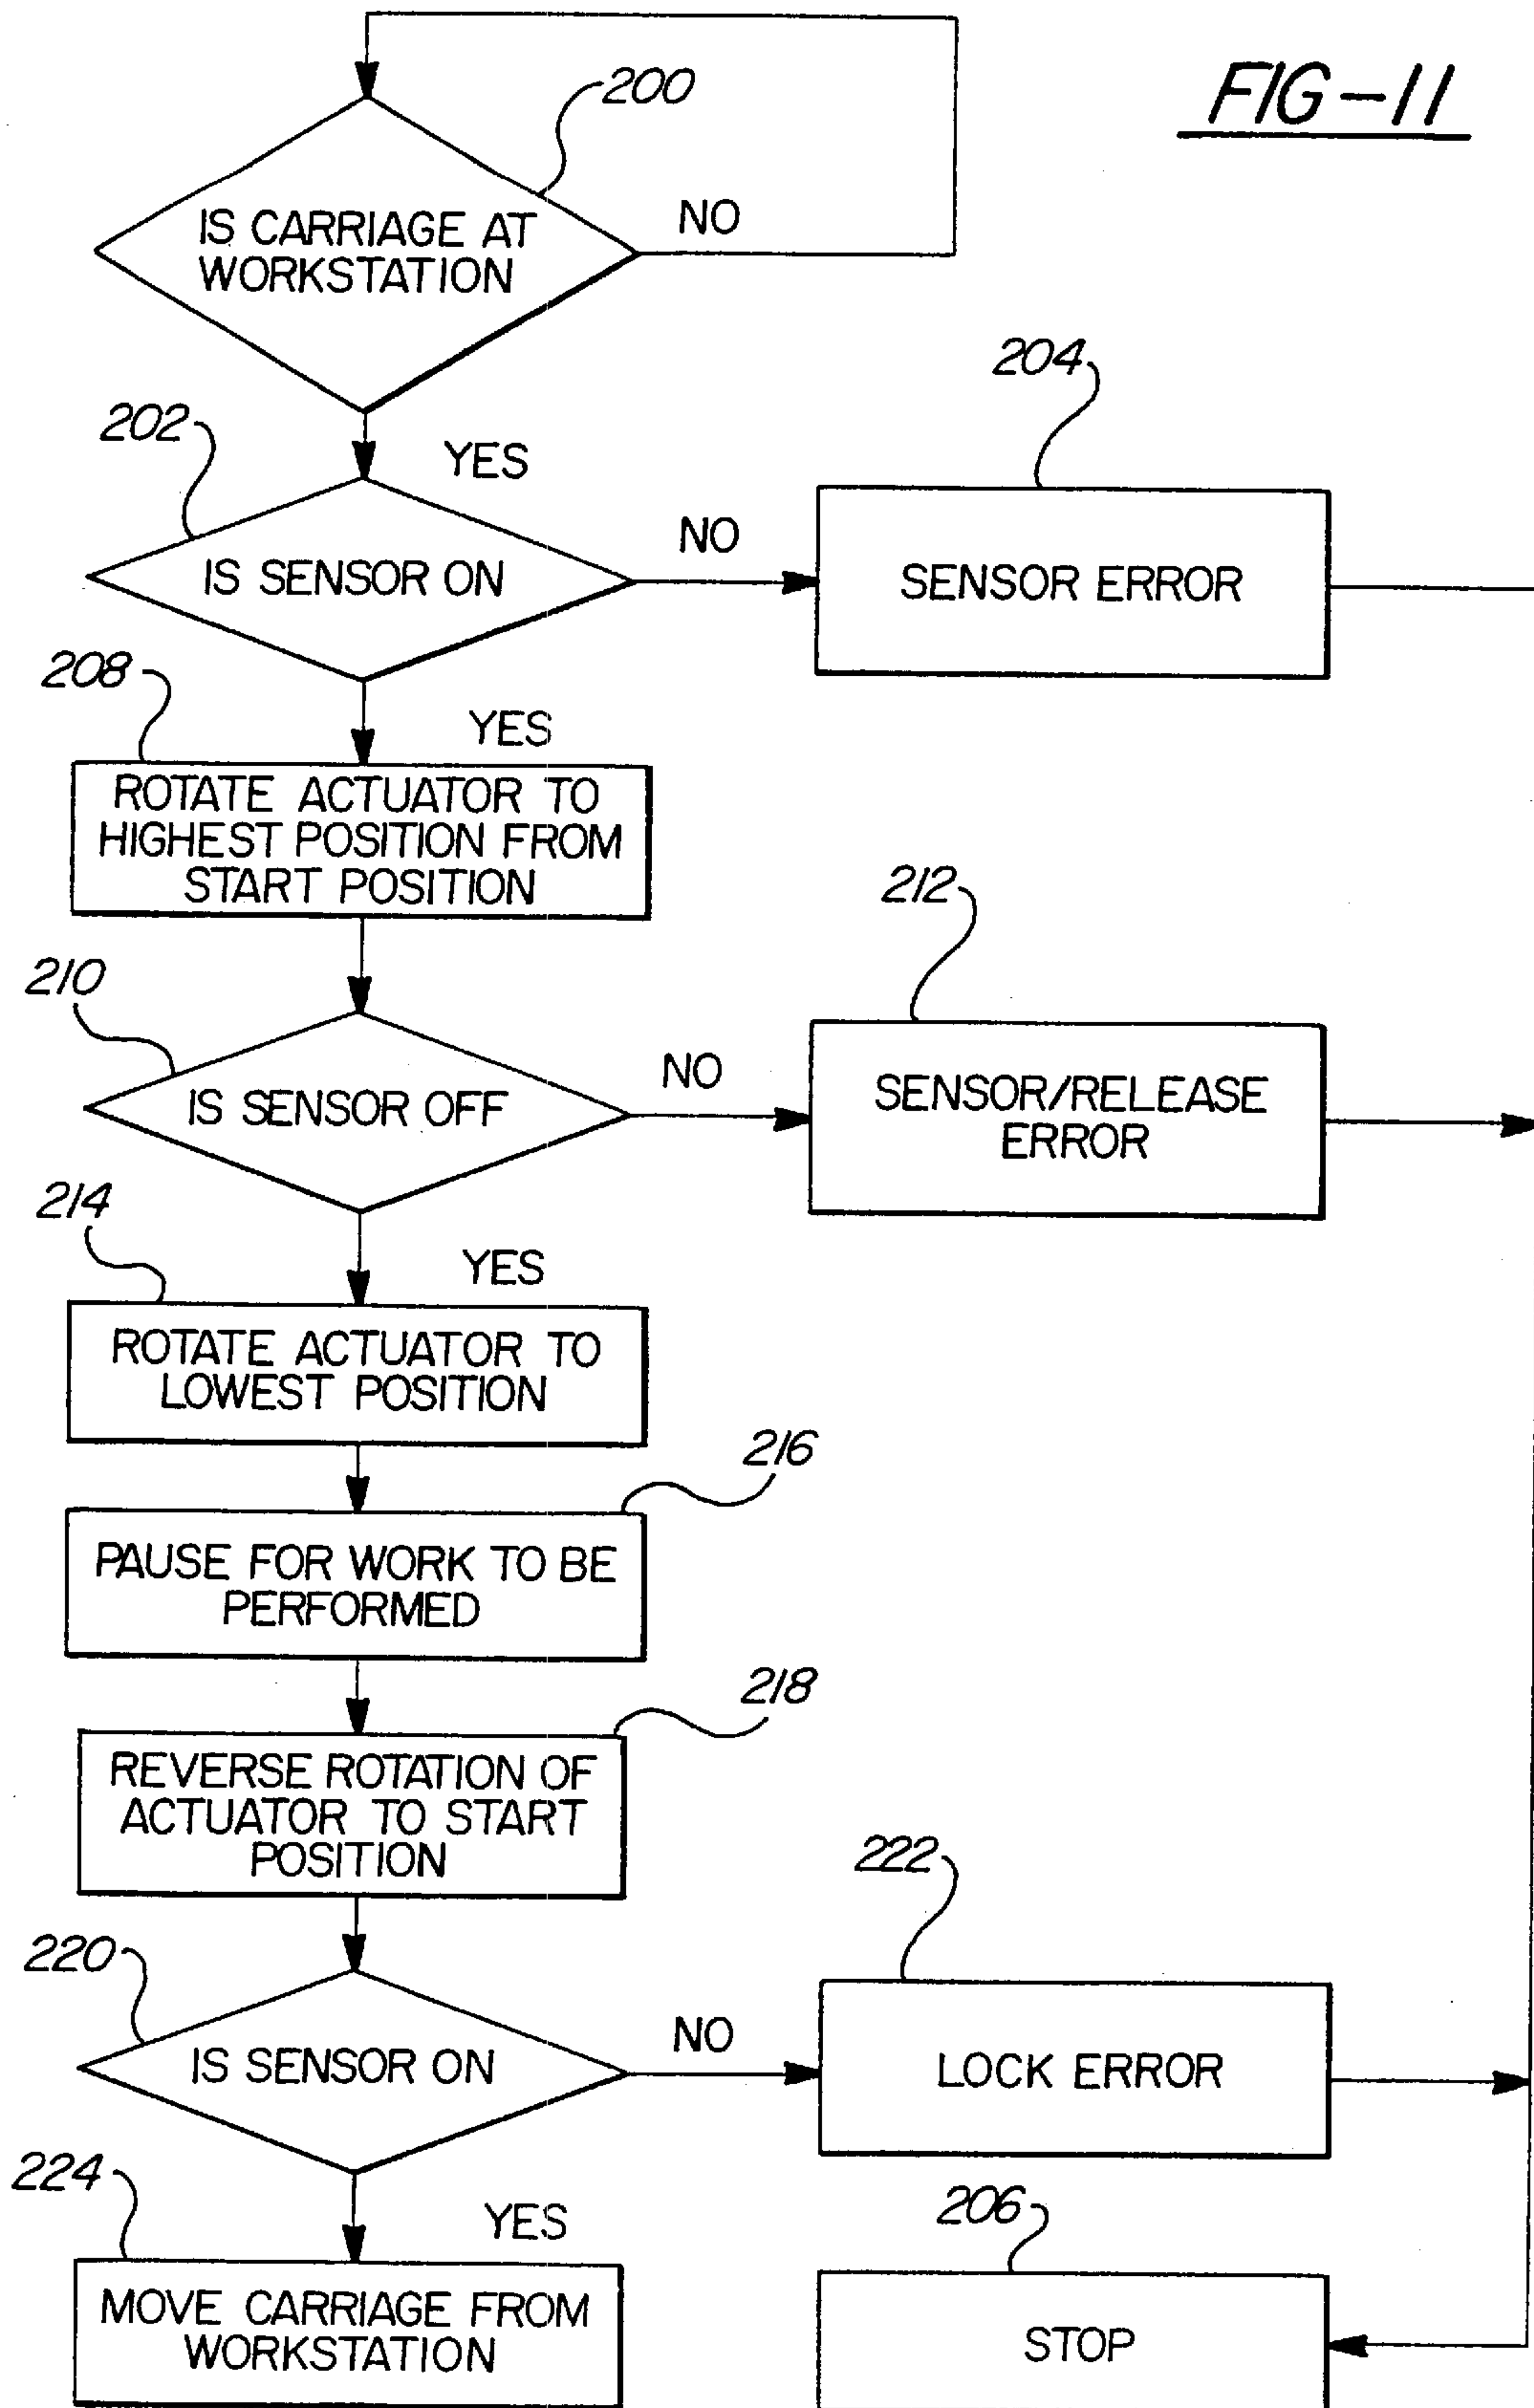 FIG-11
200
IS CARRIAGE AT
WORKSTATION
NO
202
YES
204
IS SENSOR ON
NO
SENSOR ERROR
208
YES
ROTATE ACTUATOR TO
HIGHEST POSITION FROM
START POSITION
210
212
IS SENSOR OFF
NO
SENSOR/RELEASE
ERROR
214
YES
ROTATE ACTUATOR TO
LOWEST POSITION
216
PAUSE FOR WORK TO BE
PERFORMED
218
REVERSE ROTATION OF
ACTUATOR TO START
POSITION
220
222
IS SENSOR ON
NO
LOCK ERROR
224
YES
206
MOVE CARRIAGE FROM
WORKSTATION
STOP